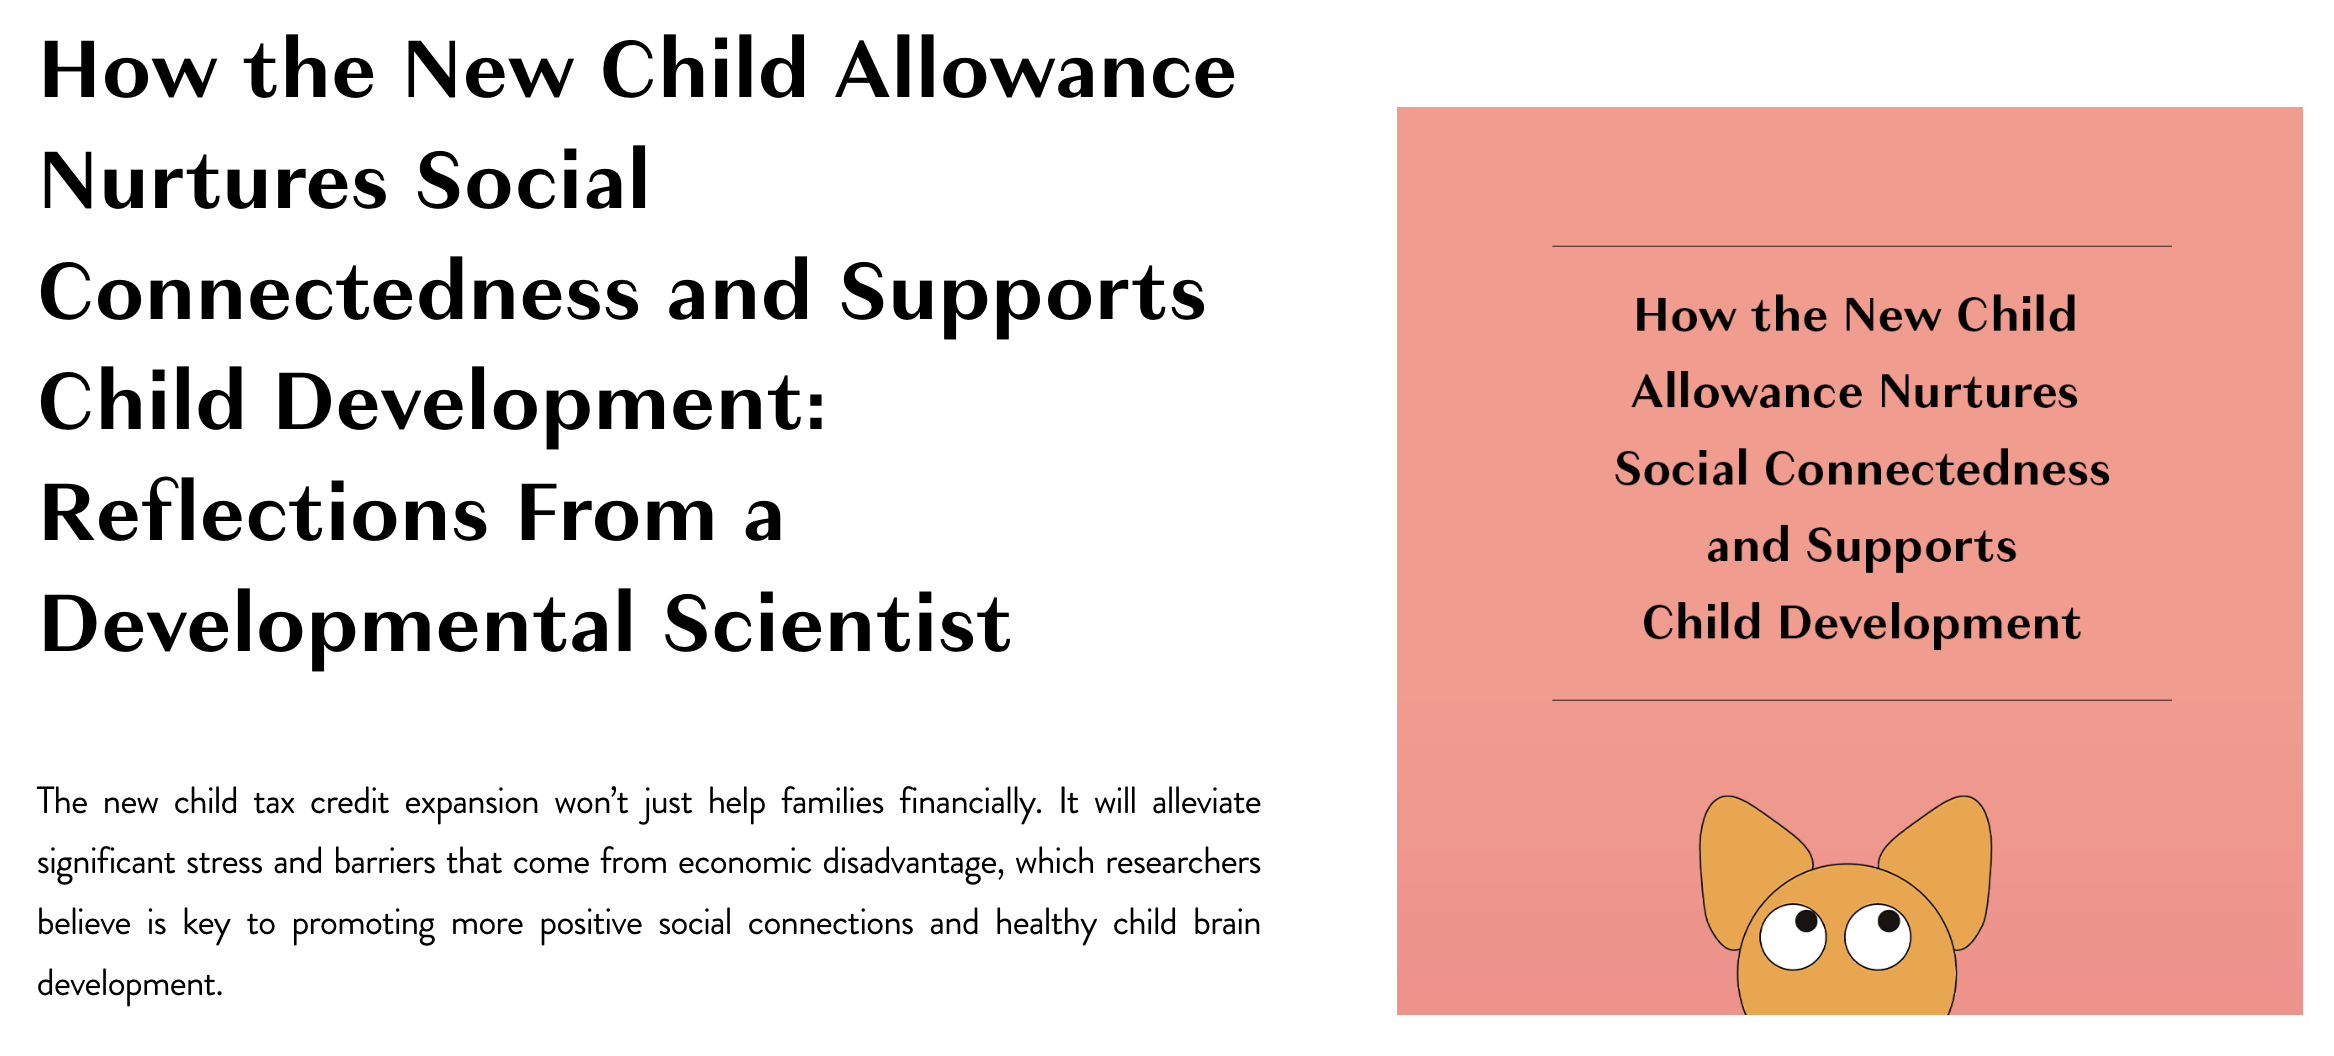 How the New Child Allowance
Nurtures Social
Connectedness and Supports
Child Development:
Reflections From a
Developmental Scientist
The new child tax credit expansion won’t just help families financially. It will alleviate
significant stress and barriers that come from economic disadvantage, which researchers
believe is key to promoting more positive social connections and healthy child brain
development.
How the New Child
Allowance Nurtures
Social Connectedness
and Supports
Child Development